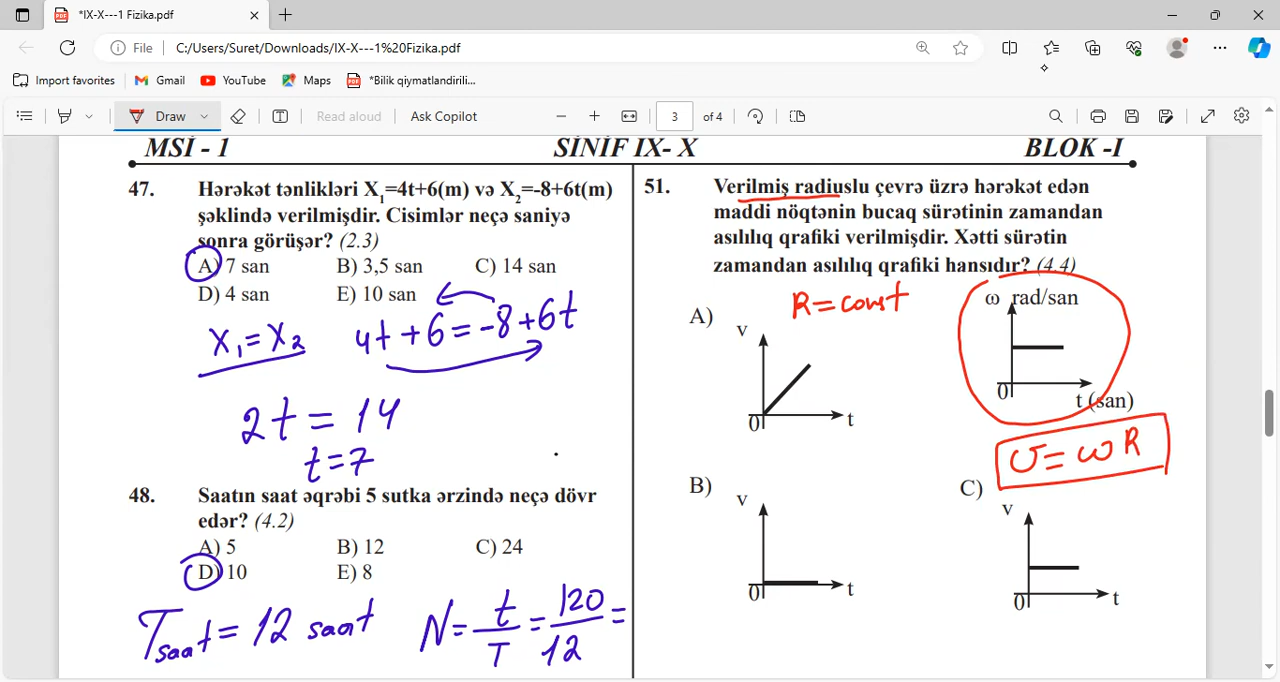 *IX-X---1 Fizika.pdf
File C:/Users/Suret/Downloads/IX-X---1%20Fizika.pdf
Import favorites Gmail YouTube Maps *Bilik qiymatlandirili...
Draw Read aloud Ask Copilot 3 of 4
MSİ - 1 SİNİF IX- X BLOK -I
47. Hərəkət tənlikləri X1=4t+6(m) və X2=-8+6t(m)
şəklində verilmişdir. Cisimlər neçə saniyə
sonra görüşər? (2.3)
A) 7 san B) 3,5 san C) 14 san
D) 4 san E) 10 san
x1=x2 4t+6=-8+6t
2t=14
t=7
48. Saatın saat əqrəbi 5 sutka ərzində neçə dövr
edər? (4.2)
A) 5 B) 12 C) 24
D) 10 E) 8
Tsaat=12 saat N=t/T=120/12=
51. Verilmiş radiuslu çevrə üzrə hərəkət edən
maddi nöqtənin bucaq sürətinin zamandan
asılılıq qrafiki verilmişdir. Xətti sürətin
zamandan asılılıq qrafiki hansıdır? (4.4)
R=const
ω rad/san
0
t (san)
υ=ωR
A)
v
0
t
B)
v
0
t
C)
v
0
t